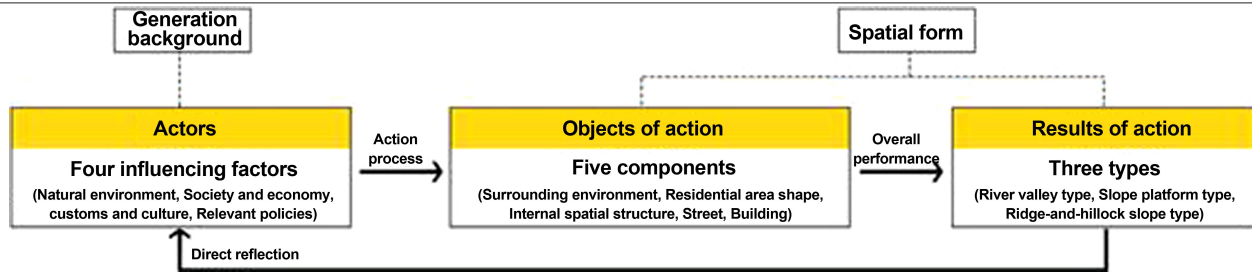 Generation
background
Spatial form
Actors
Four influencing factors
(Natural environment, Society and economy,
customs and culture, Relevant policies)
Action
process
Objects of action
Five components
(Surrounding environment, Residential area shape,
Internal spatial structure, Street, Building)
Overall
performance
Results of action
Three types
(River valley type, Slope platform type,
Ridge-and-hillock slope type)
Direct reflection